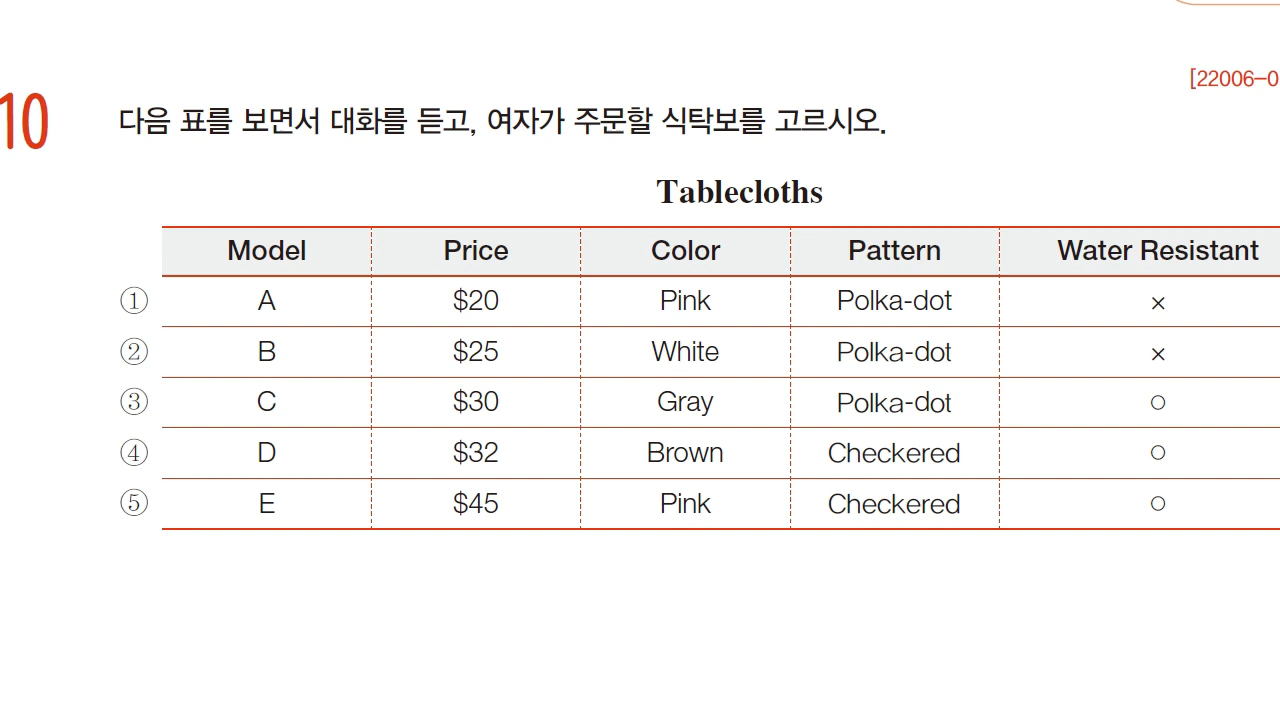 [22006-0
10 다음 표를 보면서 대화를 듣고, 여자가 주문할 식탁보를 고르시오.
Tablecloths
Model Price Color Pattern Water Resistant
① A $20 Pink Polka-dot ×
② B $25 White Polka-dot ×
③ C $30 Gray Polka-dot ○
④ D $32 Brown Checkered ○
⑤ E $45 Pink Checkered ○